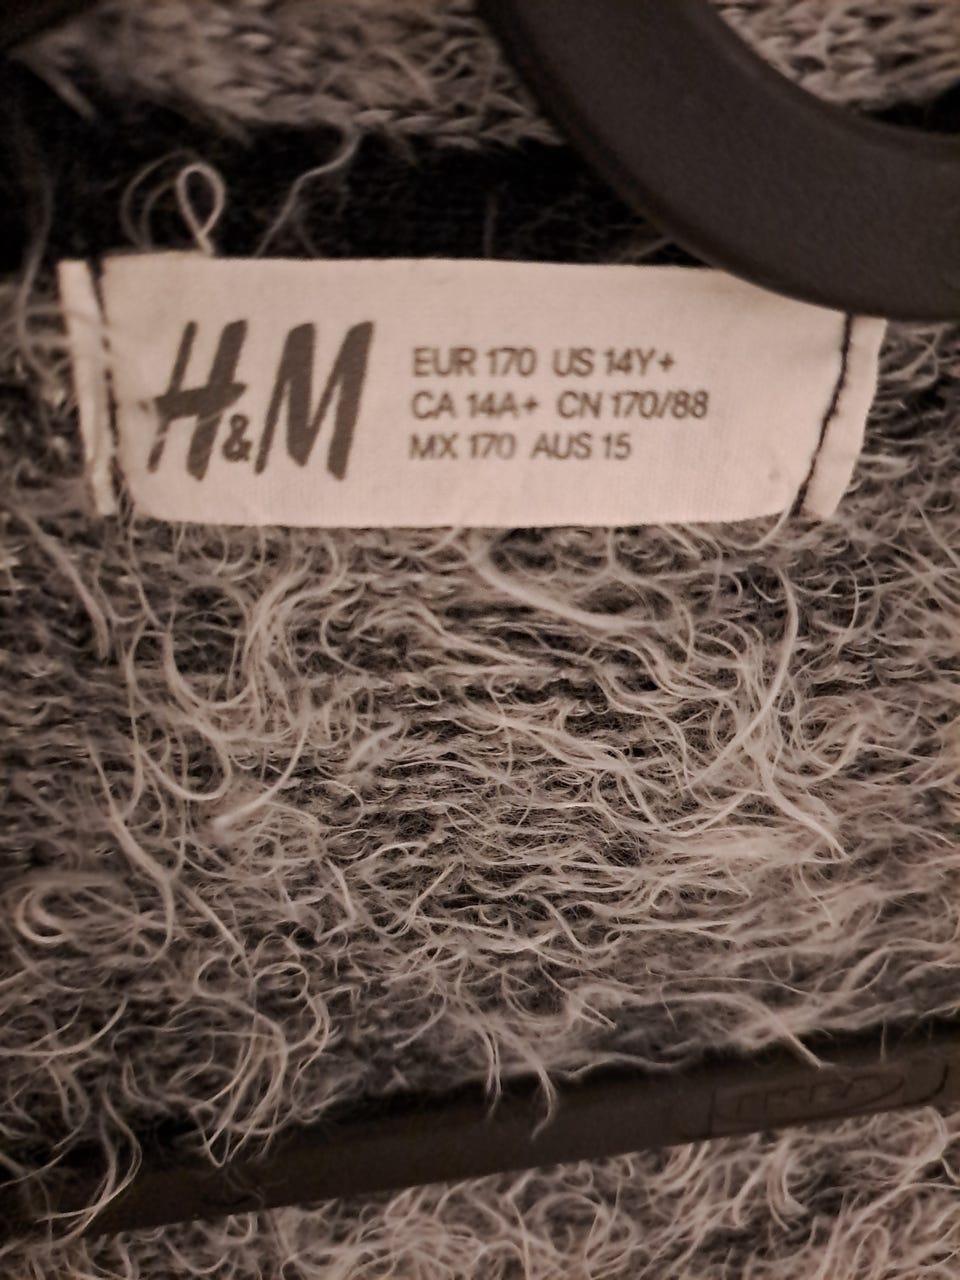 H&M
EUR 170 US 14Y+
CA 14A+ CN 170/88
MX 170 AUS 15